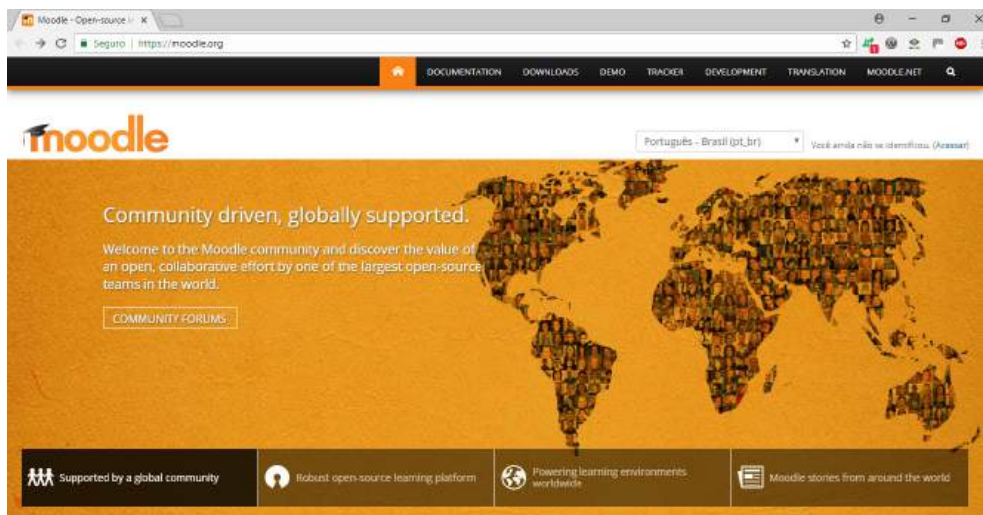 Moodle - Open-source l
Seguro | https://moodle.org
DOCUMENTATION DOWNLOADS DEMO TRACKER DEVELOPMENT TRANSLATION MOODLE.NET
moodle
Português - Brasil (pt_br)
Você ainda não se identificou. (Acessar)
Community driven, globally supported.
Welcome to the Moodle community and discover the value of
an open, collaborative effort by one of the largest open-source
teams in the world.
COMMUNITY FORUMS
Supported by a global community
Robust open-source learning platform
Powering learning environments
worldwide
Moodle stories from around the world